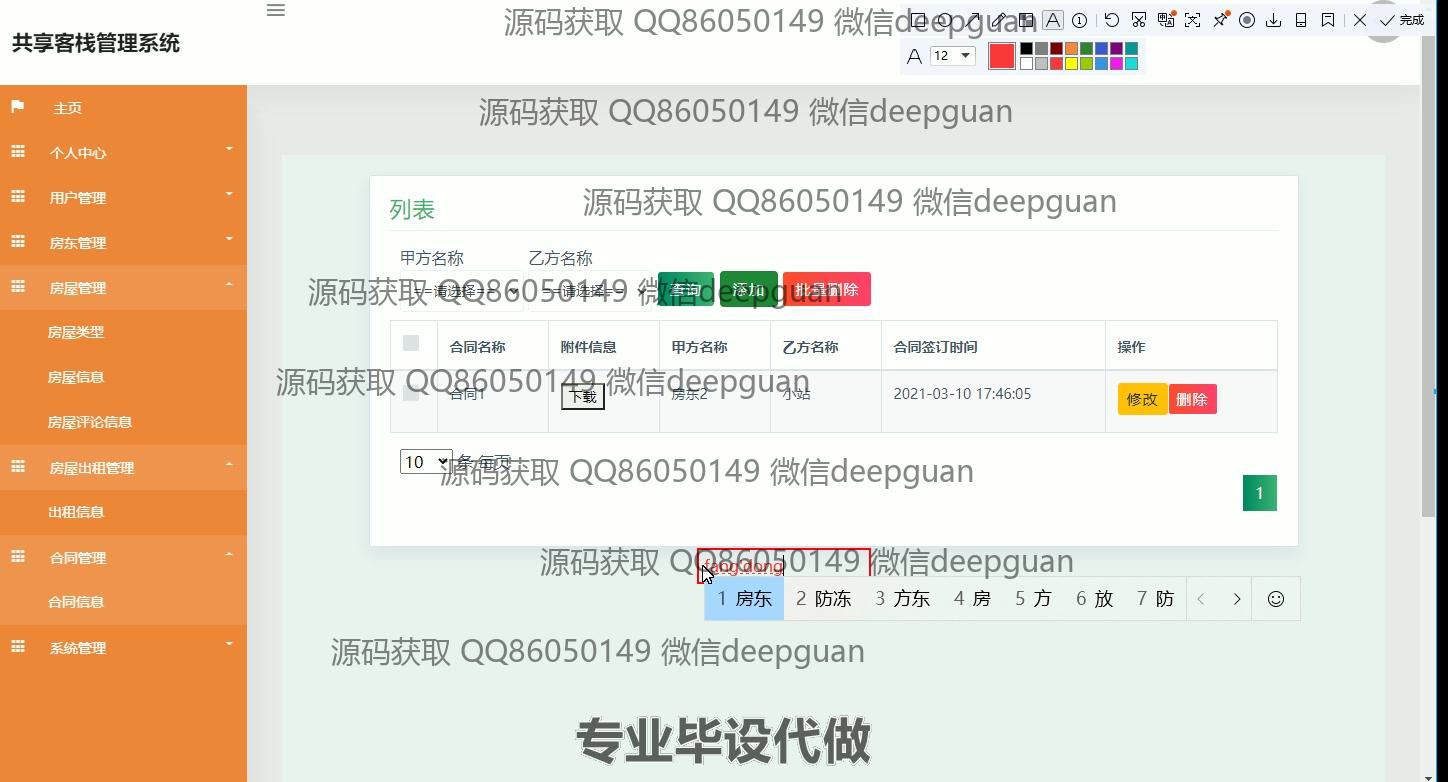 源码获取 QQ86050149 微信deepguan
完成
共享客栈管理系统
12
主页
源码获取 QQ86050149 微信deepguan
个人中心
用户管理
列表
源码获取 QQ86050149 微信deepguan
房东管理
甲方名称 乙方名称
房屋管理
==请选择== ==请选择== 查询 添加 批量删除
源码获取 QQ86050149 微信deepguan
房屋类型
合同名称 附件信息 甲方名称 乙方名称 合同签订时间 操作
房屋信息
源码获取 QQ86050149 微信deepguan
合同1 下载 房东2 小站 2021-03-10 17:46:05 修改 删除
房屋评论信息
房屋出租管理
10 条 每页
源码获取 QQ86050149 微信deepguan
1
出租信息
合同管理
源码获取 QQ86050149 微信deepguan
fang'dong
合同信息
1 房东 2 防冻 3 方东 4 房 5 方 6 放 7 防
系统管理
源码获取 QQ86050149 微信deepguan
专业毕设代做